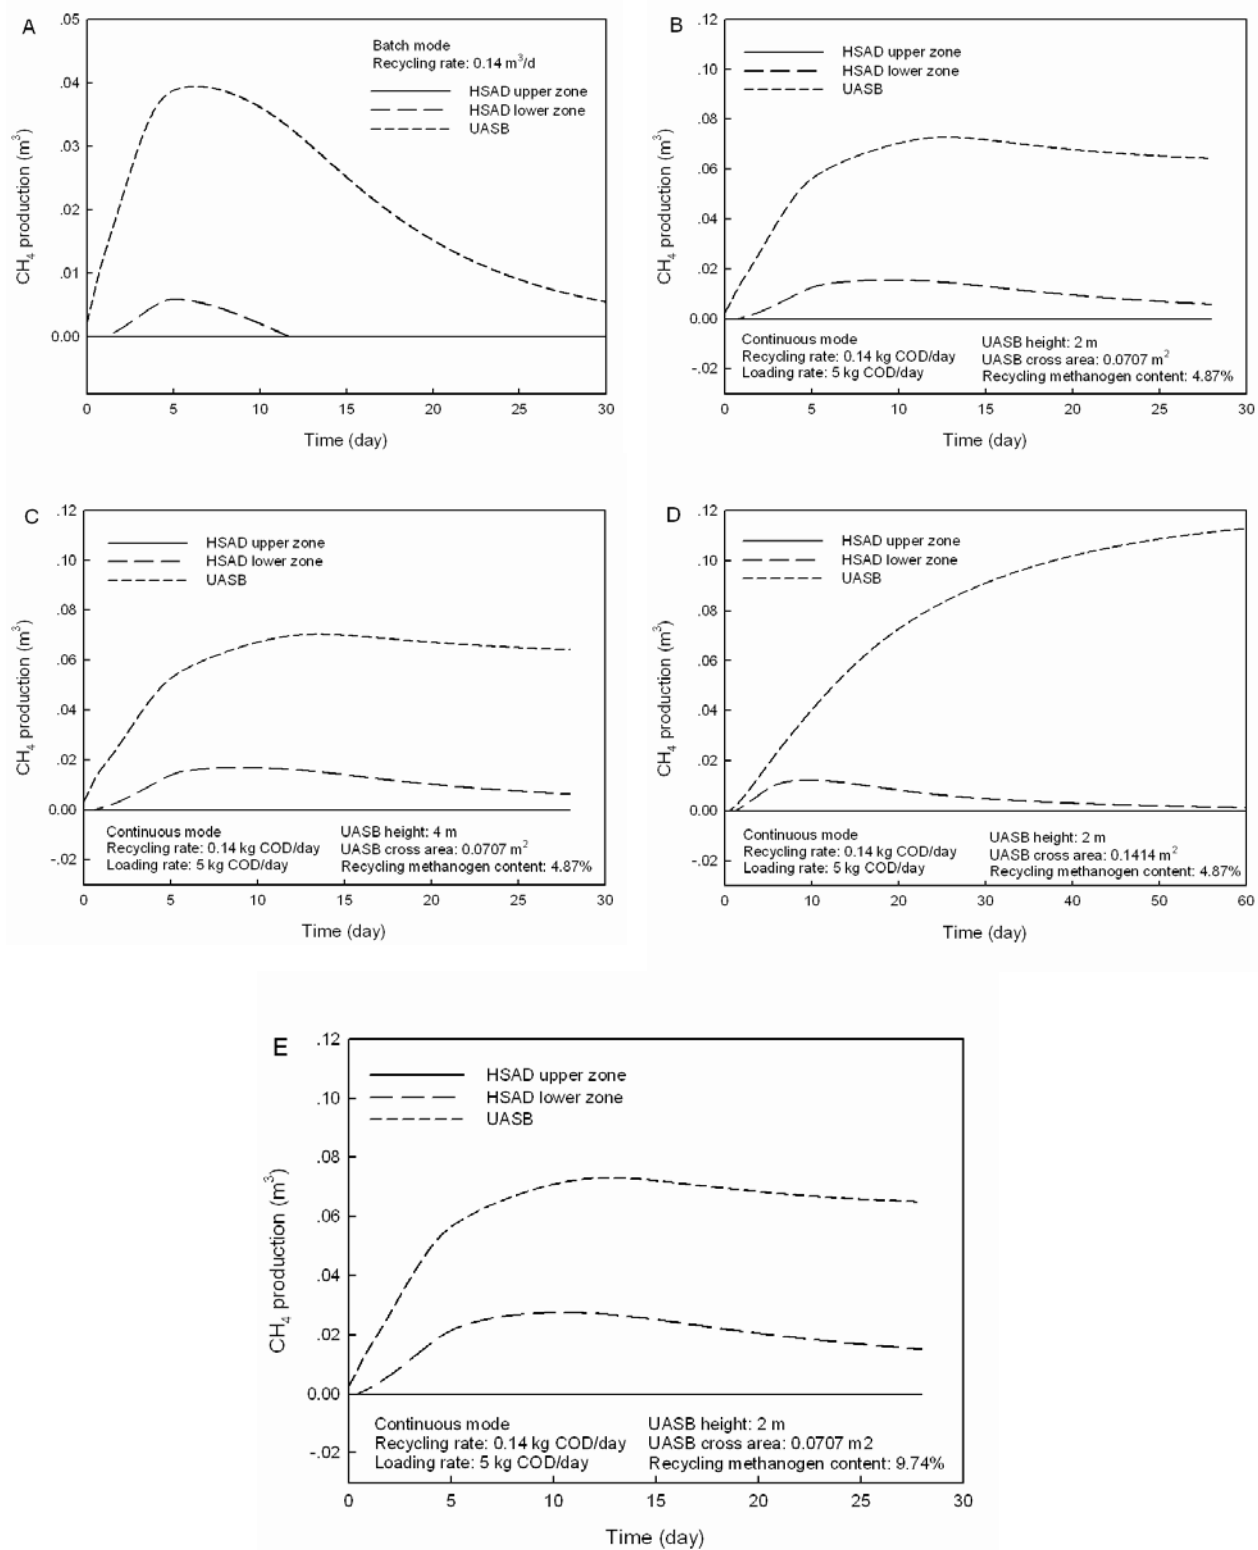 A
.05
.04
.03
.02
.01
0.00
CH4 production (m3)
Batch mode
Recycling rate: 0.14 m3/d
HSAD upper zone
HSAD lower zone
UASB
0 5 10 15 20 25 30
Time (day)
B
.12
.10
.08
.06
.04
.02
0.00
-.02
CH4 production (m3)
HSAD upper zone
HSAD lower zone
UASB
Continuous mode
Recycling rate: 0.14 kg COD/day
Loading rate: 5 kg COD/day
UASB height: 2 m
UASB cross area: 0.0707 m2
Recycling methanogen content: 4.87%
0 5 10 15 20 25 30
Time (day)
C
.12
.10
.08
.06
.04
.02
0.00
-.02
CH4 production (m3)
HSAD upper zone
HSAD lower zone
UASB
Continuous mode
Recycling rate: 0.14 kg COD/day
Loading rate: 5 kg COD/day
UASB height: 4 m
UASB cross area: 0.0707 m2
Recycling methanogen content: 4.87%
0 5 10 15 20 25 30
Time (day)
D
.12
.10
.08
.06
.04
.02
0.00
-.02
CH4 production (m3)
HSAD upper zone
HSAD lower zone
UASB
Continuous mode
Recycling rate: 0.14 kg COD/day
Loading rate: 5 kg COD/day
UASB height: 2 m
UASB cross area: 0.1414 m2
Recycling methanogen content: 4.87%
0 10 20 30 40 50 60
Time (day)
E
.12
.10
.08
.06
.04
.02
0.00
-.02
CH4 production (m3)
HSAD upper zone
HSAD lower zone
UASB
Continuous mode
Recycling rate: 0.14 kg COD/day
Loading rate: 5 kg COD/day
UASB height: 2 m
UASB cross area: 0.0707 m2
Recycling methanogen content: 9.74%
0 5 10 15 20 25 30
Time (day)